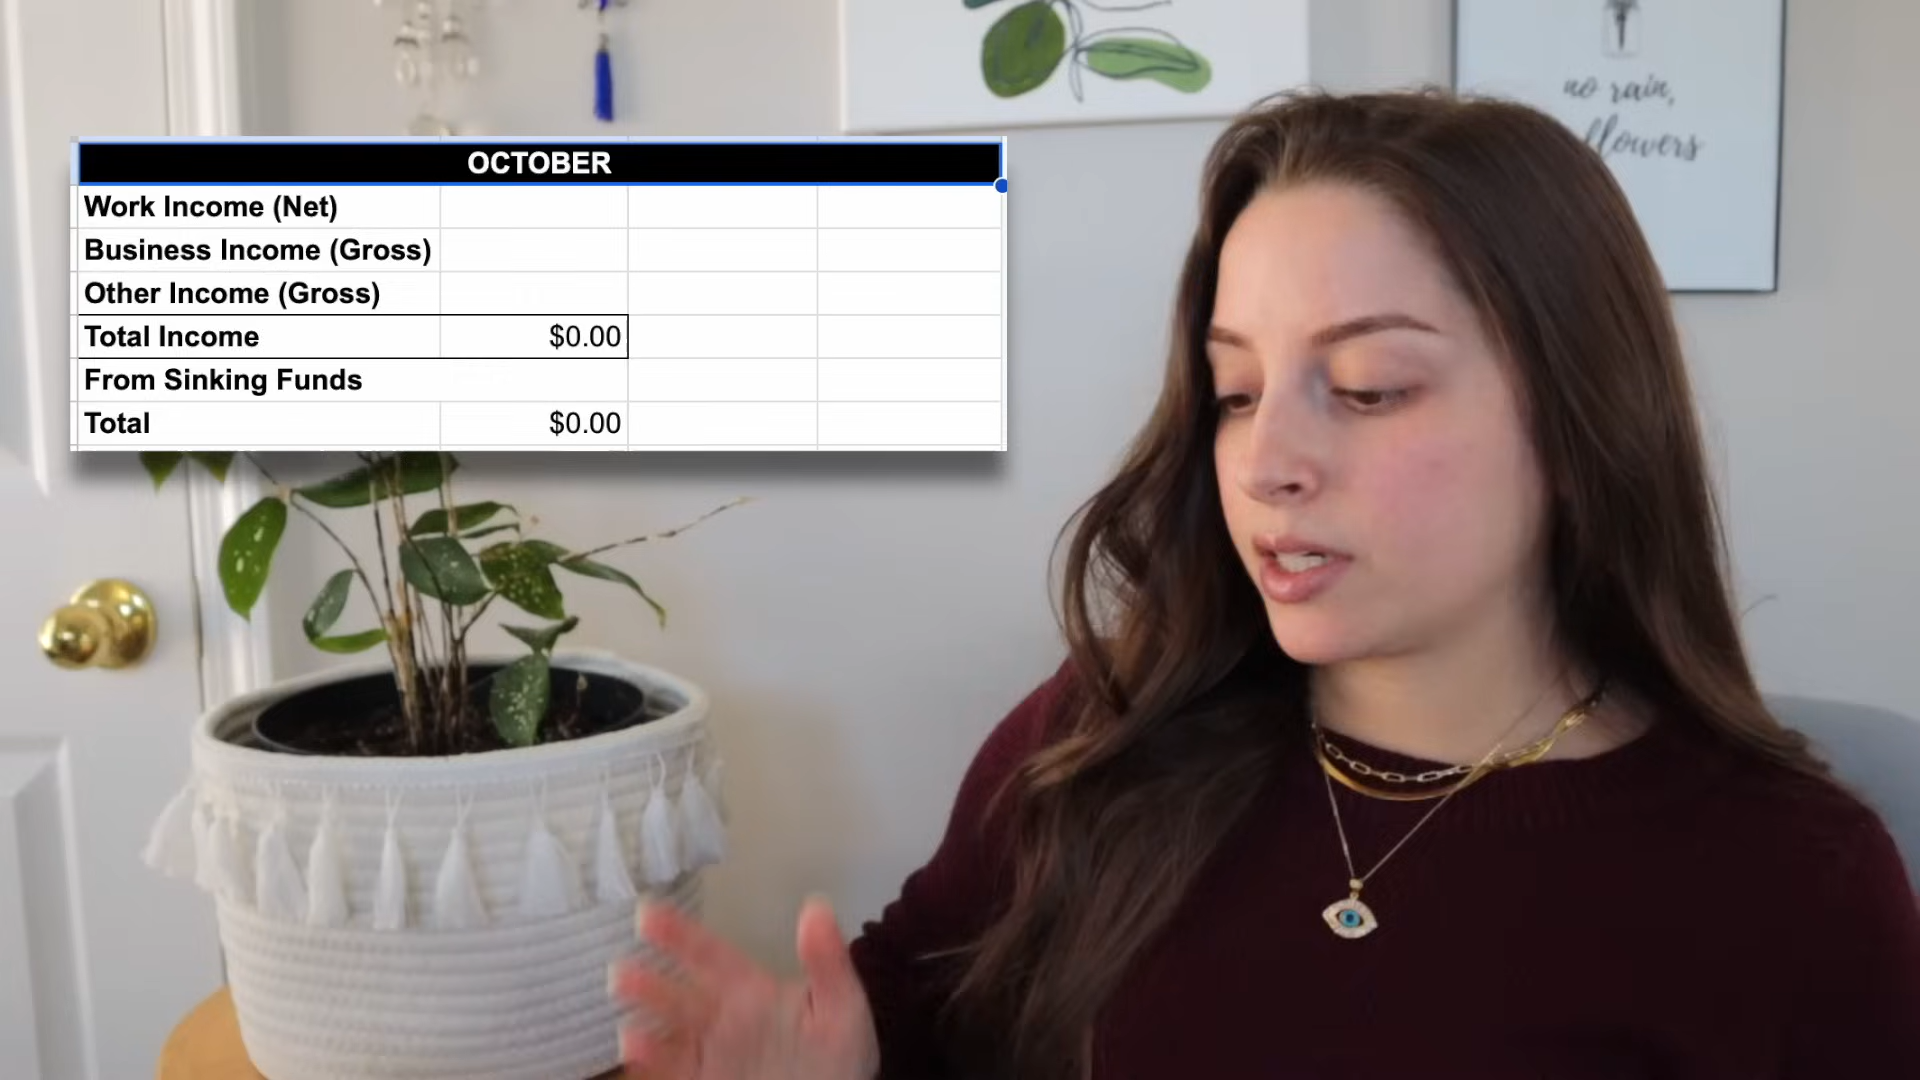 OCTOBER
Work Income (Net)
Business Income (Gross)
Other Income (Gross)
Total Income $0.00
From Sinking Funds
Total $0.00
no rain,
flowers